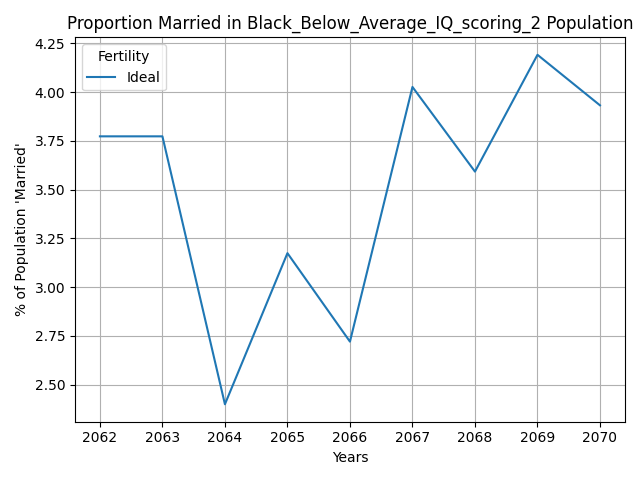 Proportion Married in Black_Below_Average_IQ_scoring_2 Population
4.25
4.00
3.75
3.50
3.25
3.00
2.75
2.50
% of Population 'Married'
Fertility
Ideal
2062 2063 2064 2065 2066 2067 2068 2069 2070
Years